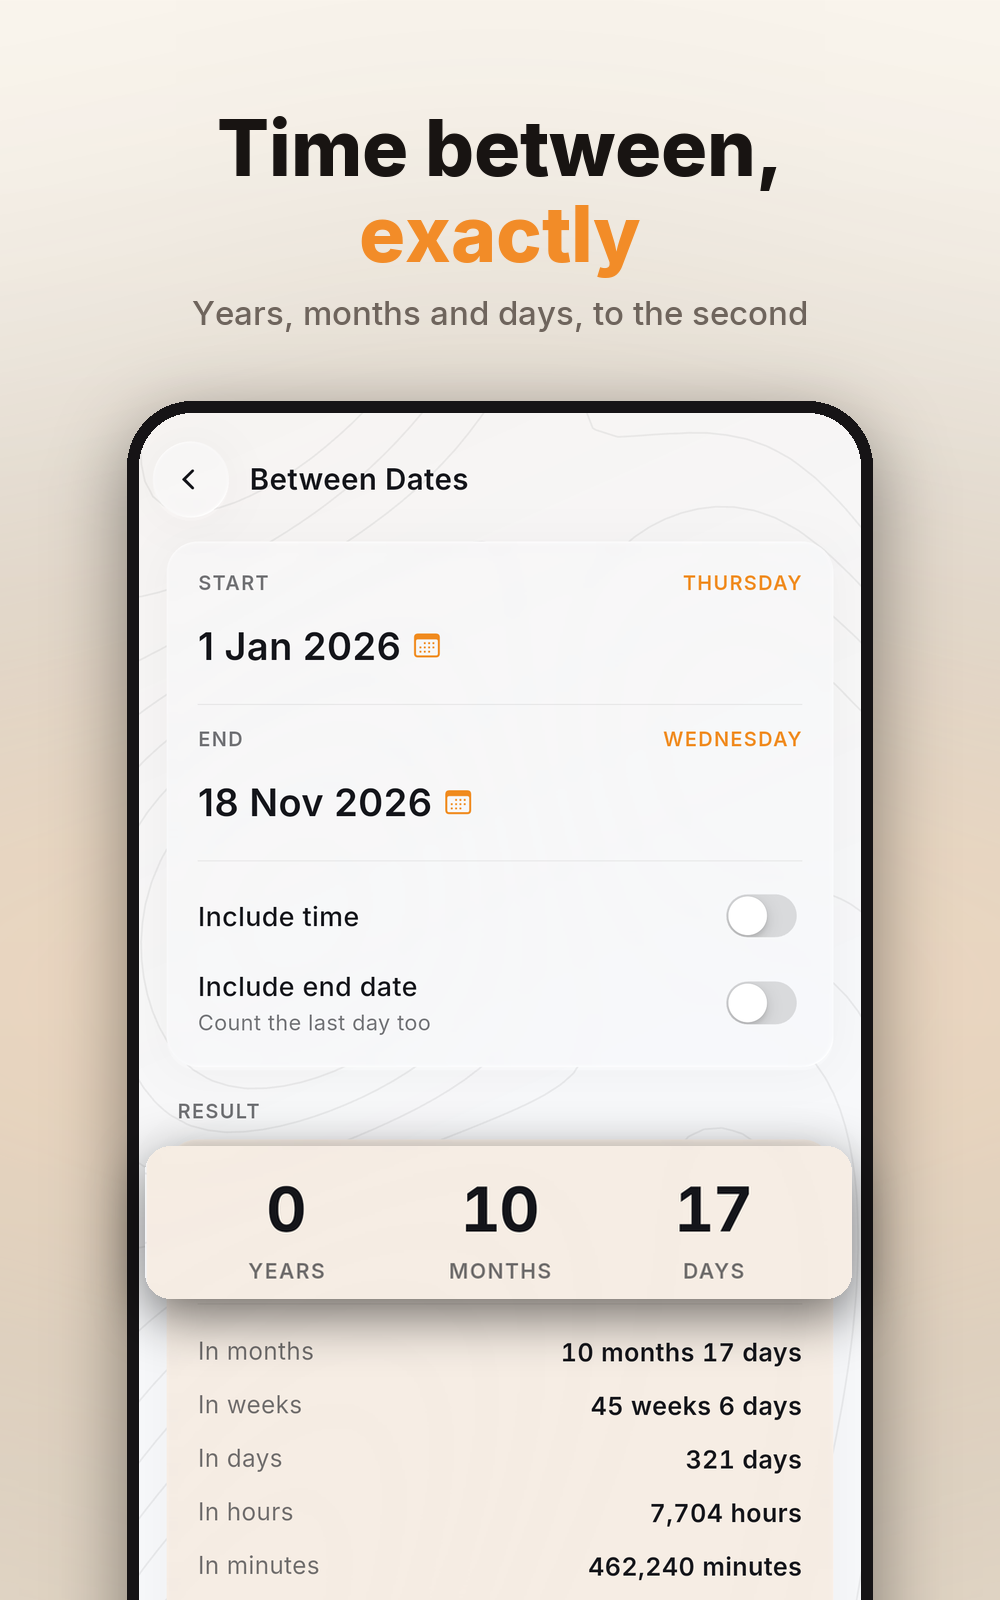 Time between,
exactly
Years, months and days, to the second
Between Dates
START THURSDAY
1 Jan 2026
END WEDNESDAY
18 Nov 2026
Include time
Include end date
Count the last day too
RESULT
0 10 17
YEARS MONTHS DAYS
In months 10 months 17 days
In weeks 45 weeks 6 days
In days 321 days
In hours 7,704 hours
In minutes 462,240 minutes